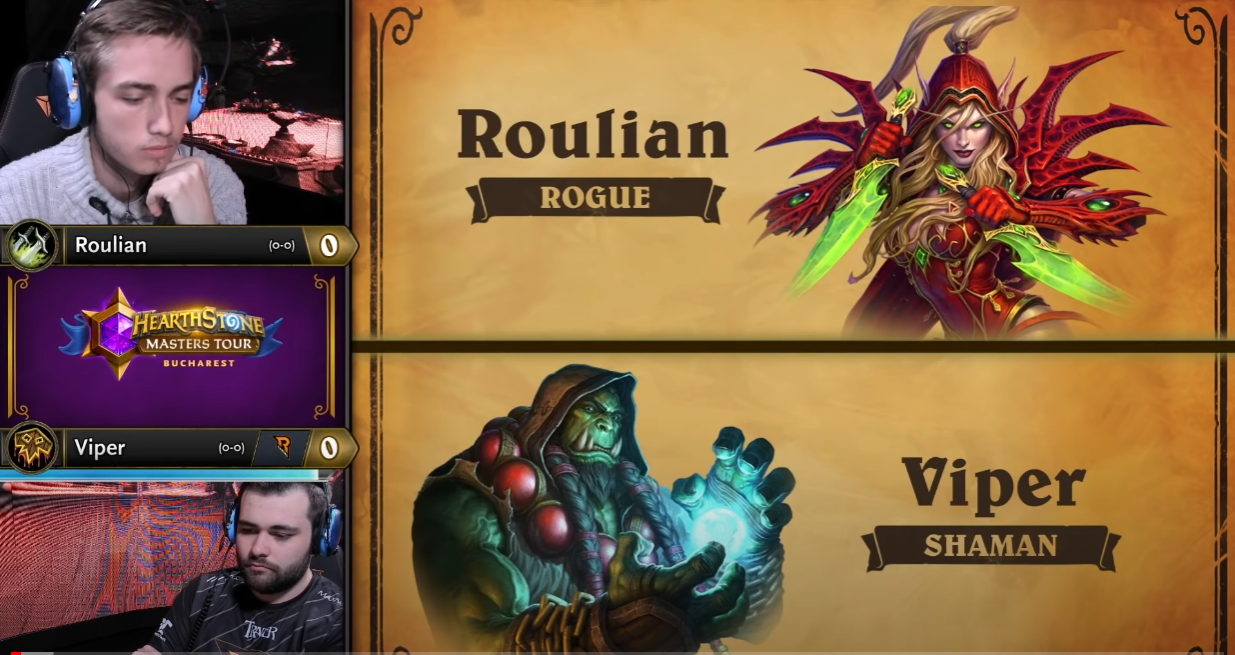 Roulian
ROGUE
Roulian (0-0) 0
HEARTHSTONE
MASTERS TOUR
BUCHAREST
Viper (0-0) R 0
Viper
SHAMAN